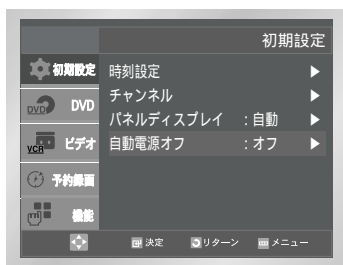 初期設定
初期設定
時刻設定 ▶
チャンネル ▶
DVD DVD
パネルディスプレイ :自動 ▶
VCR ビデオ
自動電源オフ :オフ ▶
予約録画
機能
決定 リターン メニュー